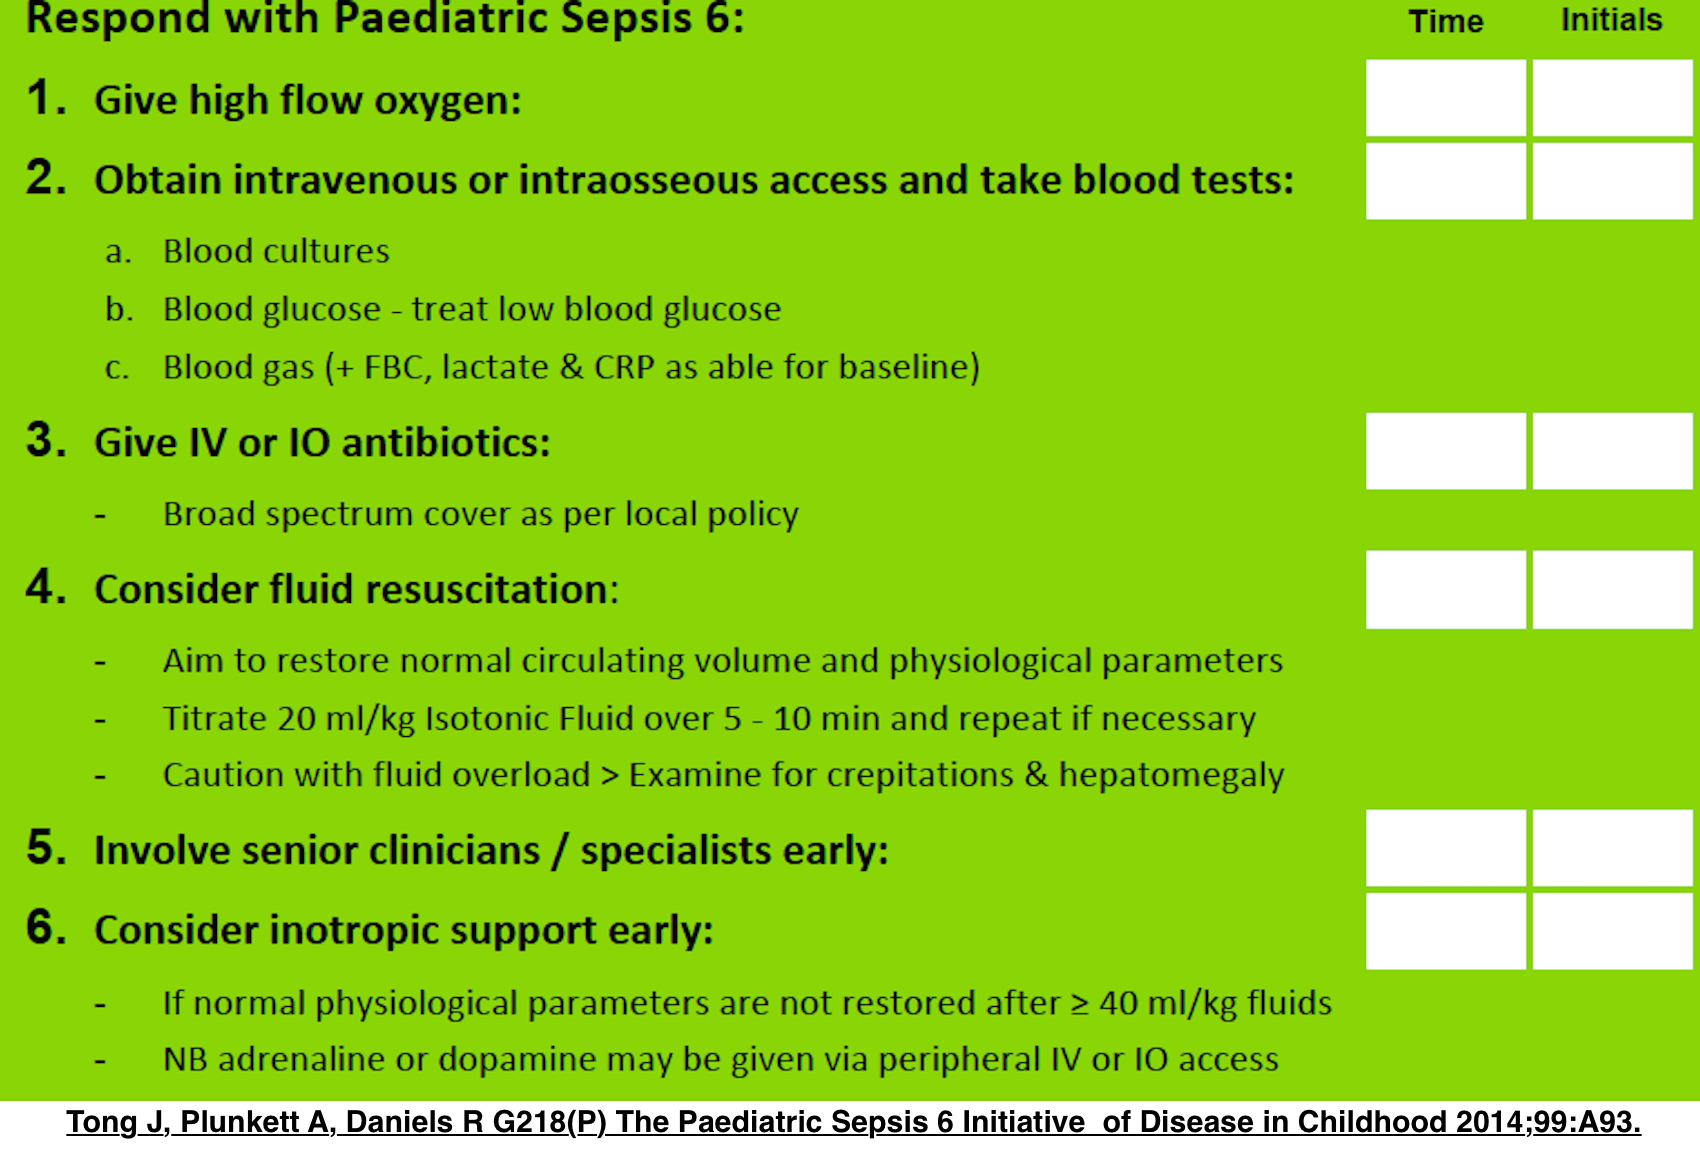 Respond with Paediatric Sepsis 6:
Time
Initials
1. Give high flow oxygen:
2. Obtain intravenous or intraosseous access and take blood tests:
a. Blood cultures
b. Blood glucose - treat low blood glucose
c. Blood gas (+ FBC, lactate & CRP as able for baseline)
3. Give IV or IO antibiotics:
- Broad spectrum cover as per local policy
4. Consider fluid resuscitation:
- Aim to restore normal circulating volume and physiological parameters
- Titrate 20 ml/kg Isotonic Fluid over 5 - 10 min and repeat if necessary
- Caution with fluid overload > Examine for crepitations & hepatomegaly
5. Involve senior clinicians / specialists early:
6. Consider inotropic support early:
- If normal physiological parameters are not restored after ≥ 40 ml/kg fluids
- NB adrenaline or dopamine may be given via peripheral IV or IO access
Tong J, Plunkett A, Daniels R G218(P) The Paediatric Sepsis 6 Initiative  of Disease in Childhood 2014;99:A93.